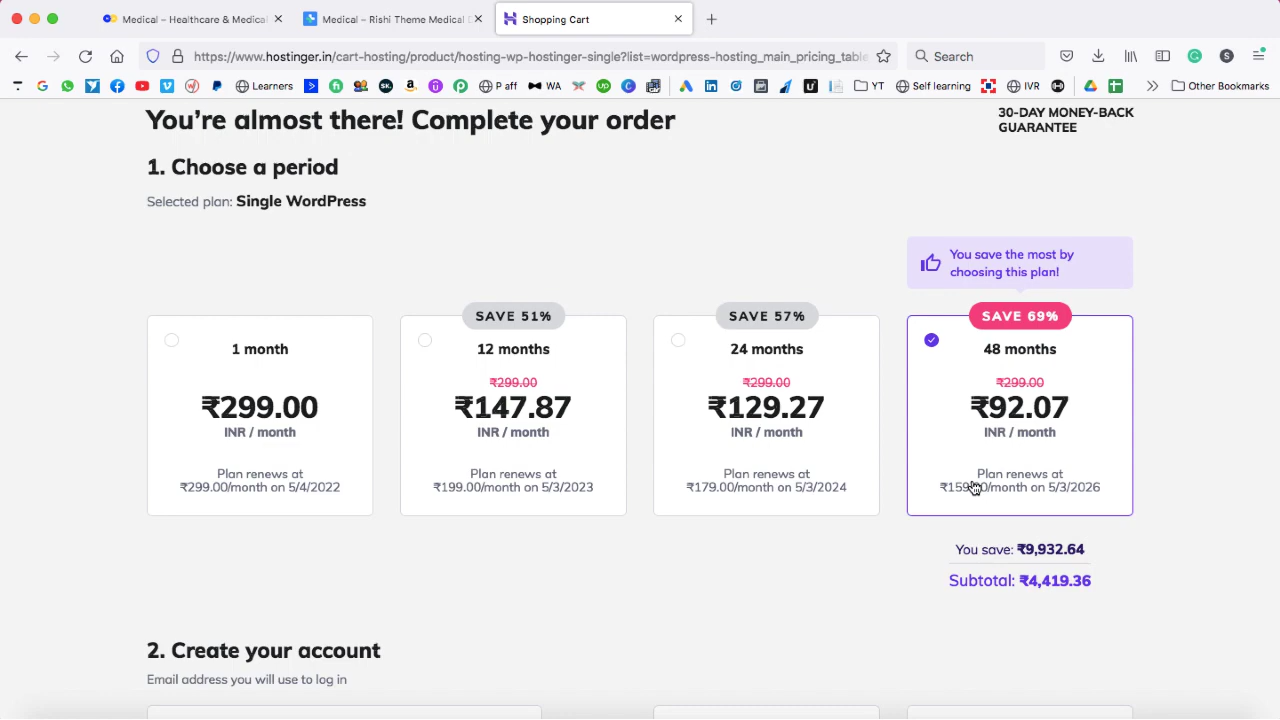 Medical – Healthcare & Medical
Medical – Rishi Theme Medical
Shopping Cart
https://www.hostinger.in/cart-hosting/product/hosting-wp-hostinger-single?list=wordpress-hosting_main_pricing_table
Search
Learners
P aff
WA
YT
Self learning
IVR
Other Bookmarks
You're almost there! Complete your order
30-DAY MONEY-BACK
GUARANTEE
1. Choose a period
Selected plan: Single WordPress
You save the most by
choosing this plan!
SAVE 51%
SAVE 57%
SAVE 69%
1 month
12 months
24 months
48 months
₹299.00
₹299.00
₹299.00
₹299.00
₹147.87
₹129.27
₹92.07
INR / month
INR / month
INR / month
INR / month
Plan renews at
₹299.00/month on 5/4/2022
Plan renews at
₹199.00/month on 5/3/2023
Plan renews at
₹179.00/month on 5/3/2024
Plan renews at
on 5/3/2026
You save: ₹9,932.64
Subtotal: ₹4,419.36
2. Create your account
Email address you will use to log in